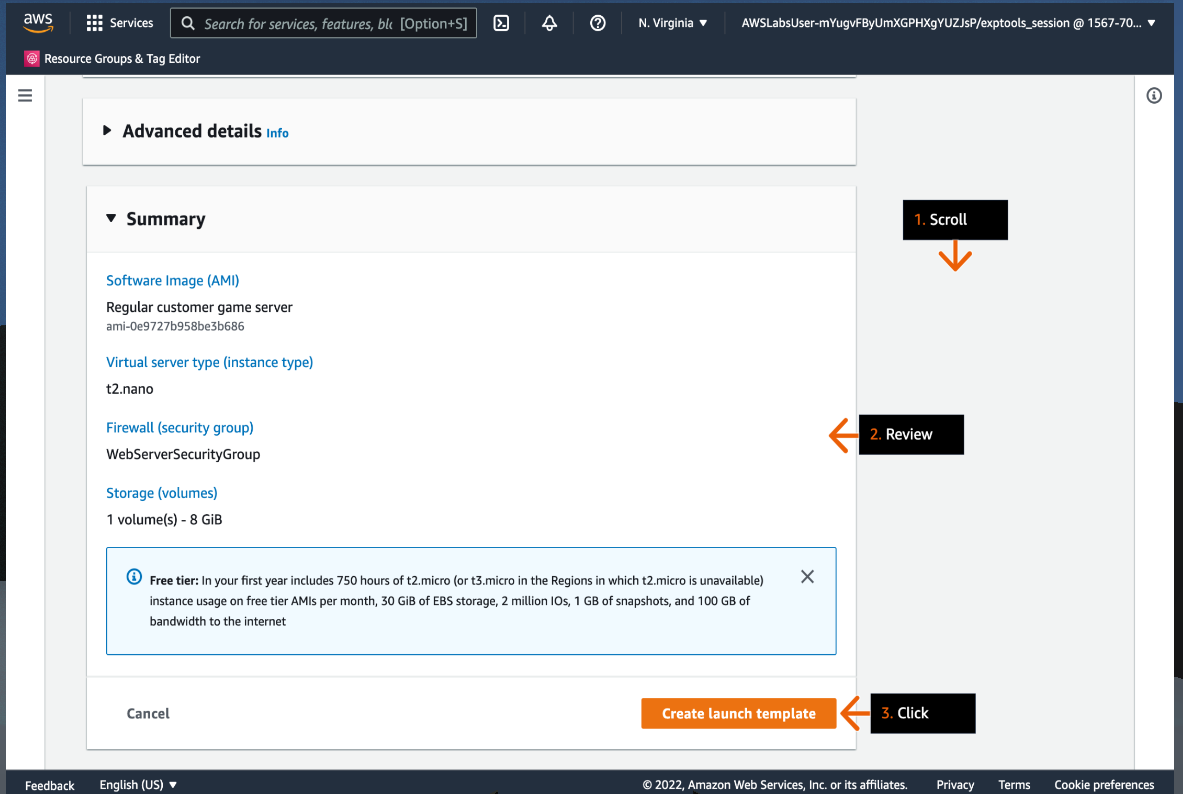 aws
Services
Search for services, features, blo [Option+S]
N. Virginia ▼
AWSLabsUser-mYugvFByUmXGPHXgYUZJsP/exptools_session @ 1567-70... ▼
Resource Groups & Tag Editor
Advanced details Info
Summary
1. Scroll
Software Image (AMI)
Regular customer game server
ami-0e9727b958be3b686
Virtual server type (instance type)
t2.nano
Firewall (security group)
2. Review
WebServerSecurityGroup
Storage (volumes)
1 volume(s) - 8 GiB
Free tier: In your first year includes 750 hours of t2.micro (or t3.micro in the Regions in which t2.micro is unavailable)
instance usage on free tier AMIs per month, 30 GiB of EBS storage, 2 million IOs, 1 GB of snapshots, and 100 GB of
bandwidth to the internet
Cancel
Create launch template
3. Click
Feedback
English (US) ▼
© 2022, Amazon Web Services, Inc. or its affiliates.
Privacy
Terms
Cookie preferences